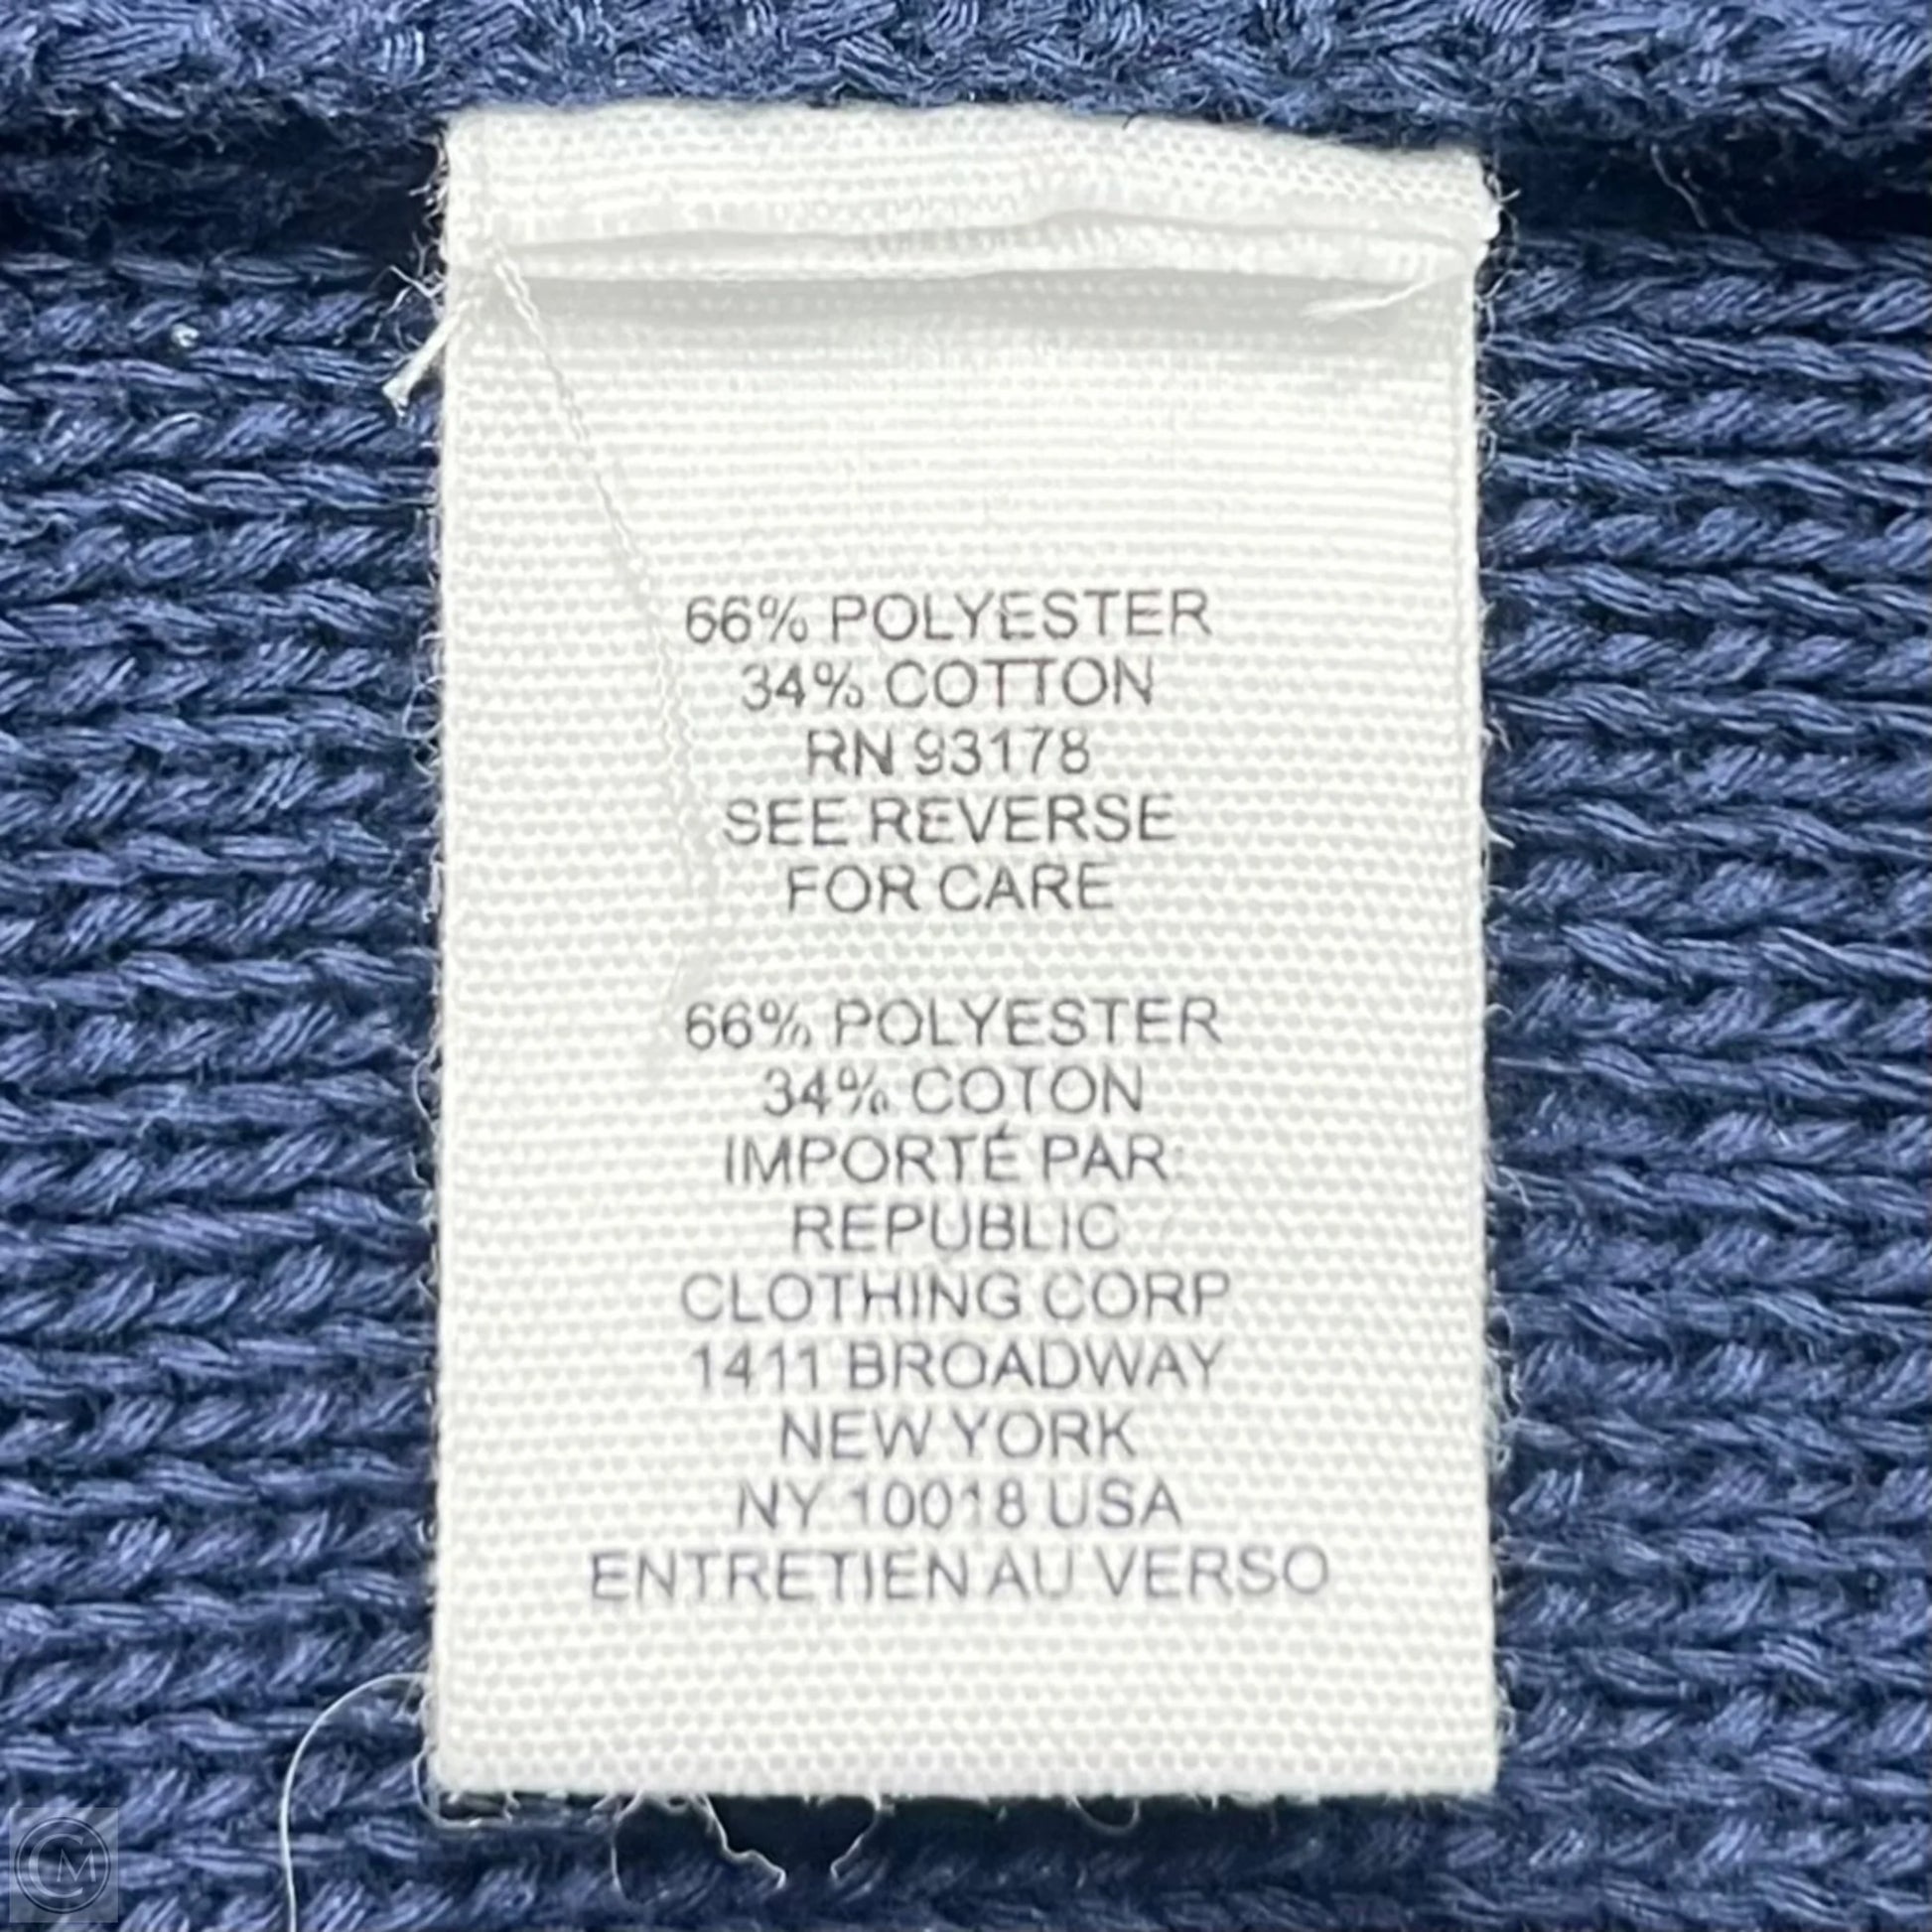 66% POLYESTER
34% COTTON
RN 93178
SEE REVERSE
FOR CARE
66% POLYESTER
34% COTON
IMPORTÉ PAR:
REPUBLIC
CLOTHING CORP
1411 BROADWAY
NEW YORK
NY 10018 USA
ENTRETIEN AU VERSO
CM